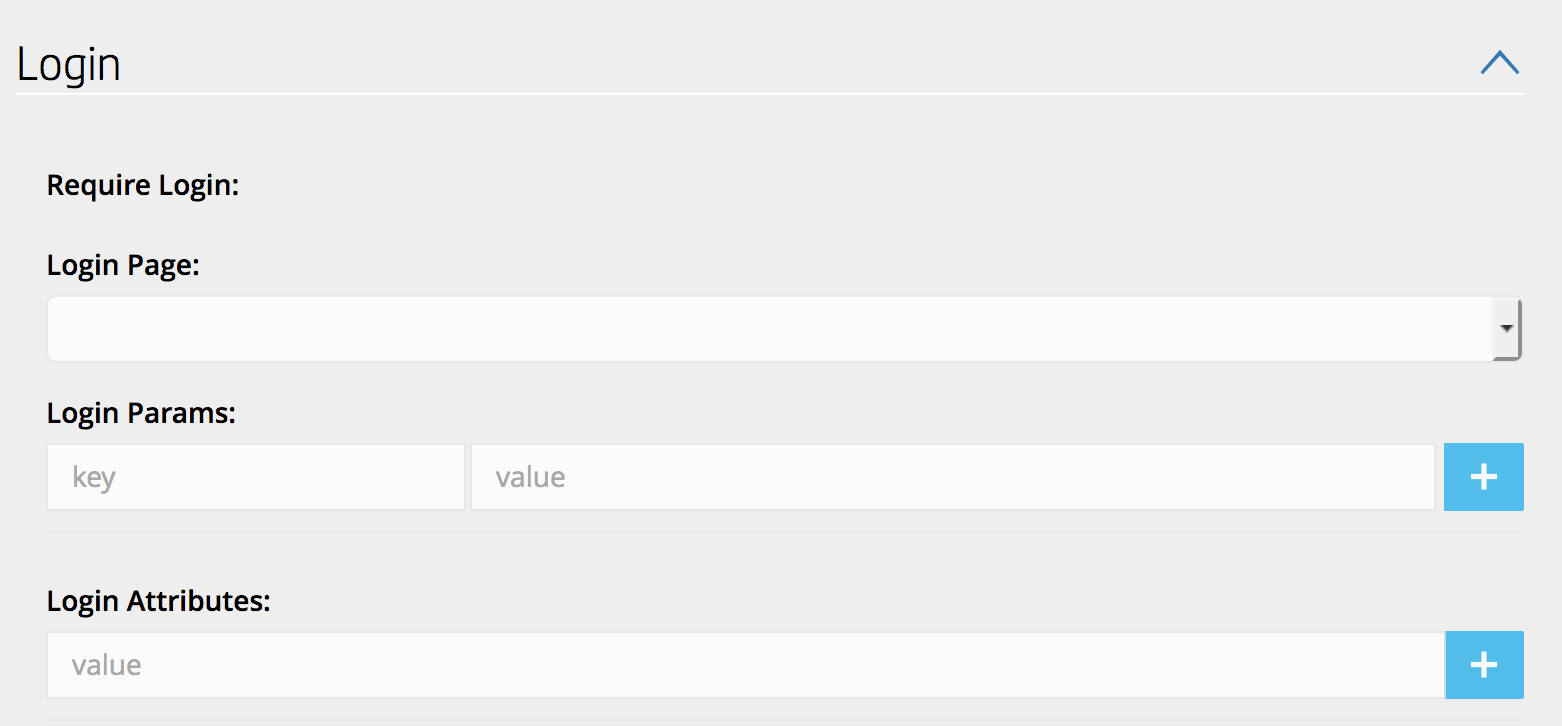 Login
Require Login:
Login Page:
Login Params:
key value
Login Attributes:
value